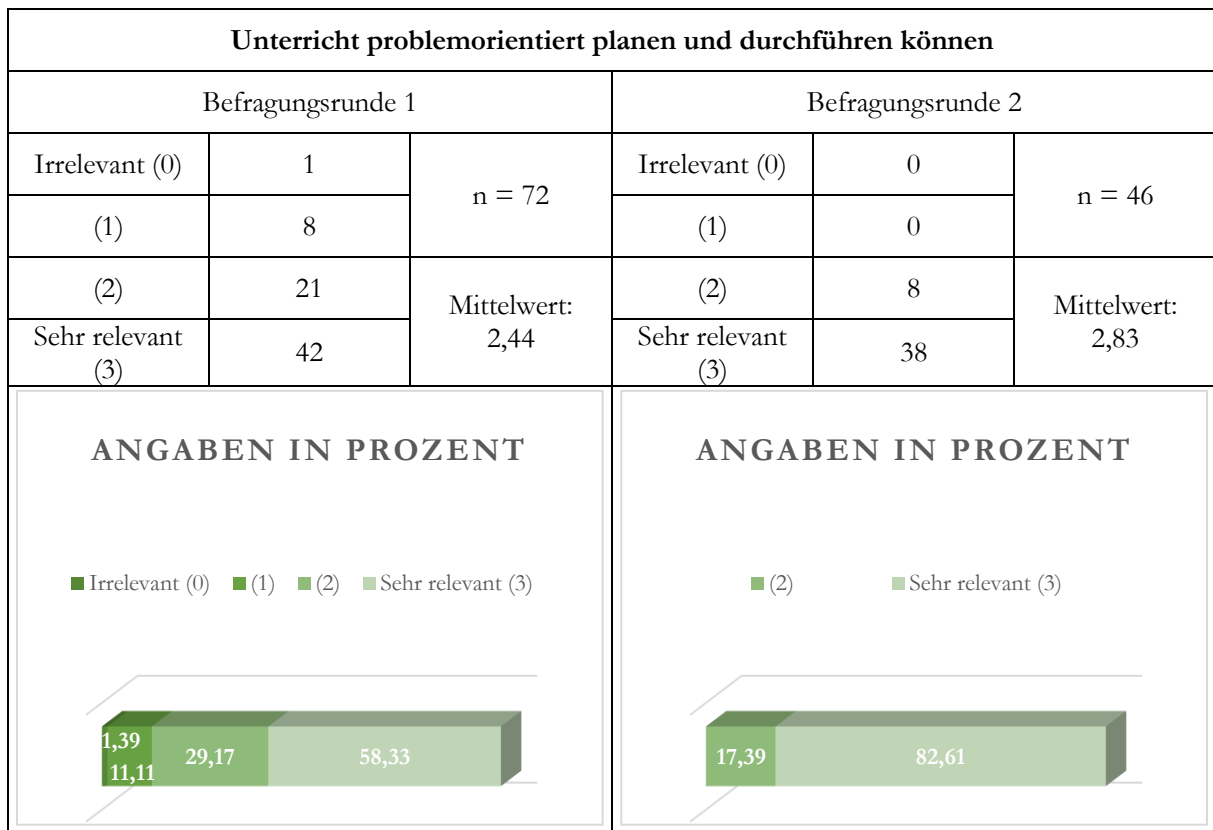 Unterricht problemorientiert planen und durchführen können
Befragungsrunde 1
Irrelevant (0)
1
n = 72
(1)
8
(2)
21
Mittelwert:
2,44
Sehr relevant
(3)
42
Befragungsrunde 2
Irrelevant (0)
0
n = 46
(1)
0
(2)
8
Mittelwert:
2,83
Sehr relevant
(3)
38
ANGABEN IN PROZENT
Irrelevant (0) (1) (2) Sehr relevant (3)
1,39
11,11
29,17
58,33
ANGABEN IN PROZENT
(2) Sehr relevant (3)
17,39
82,61